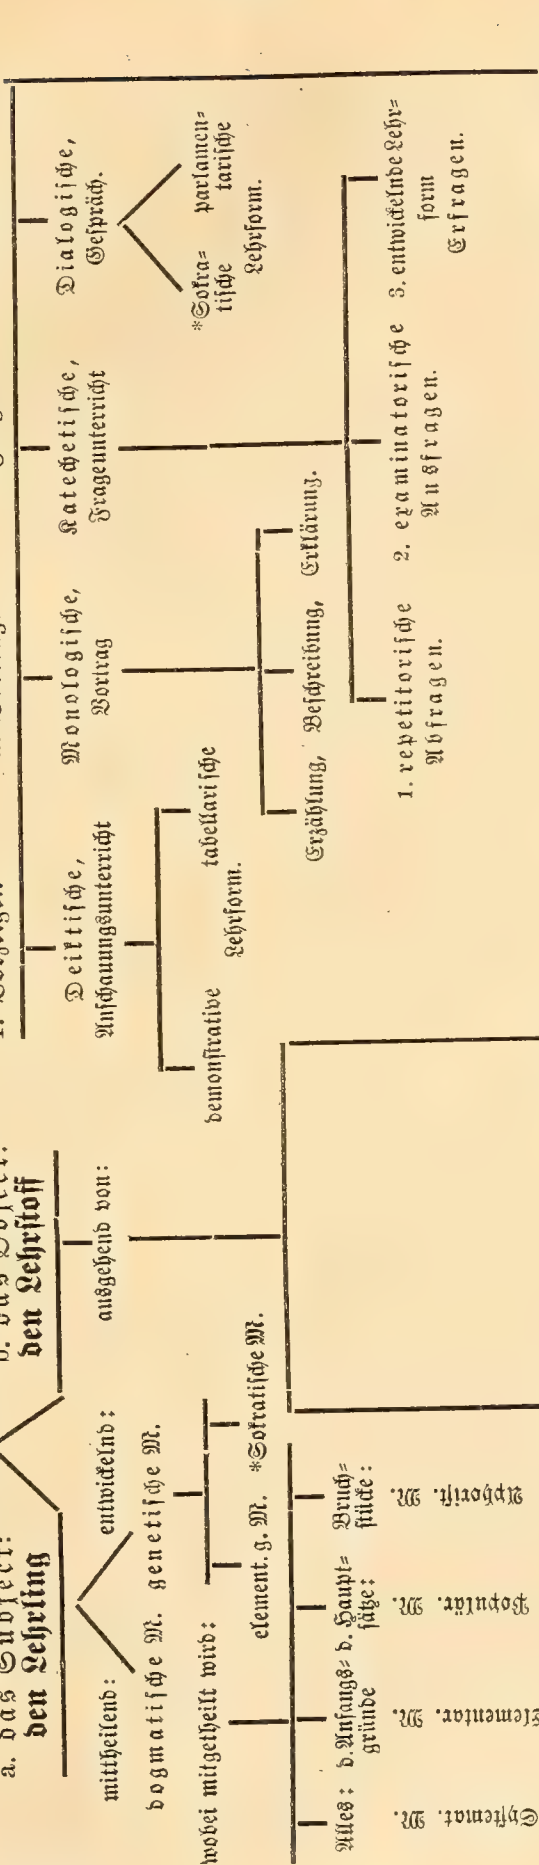 a. das Subject:
den Lehrling
b. das Object:
den Lehrstoff
mittheilend:
entwickelnd:
ausgehend von:
dogmatische M. genetische M.
wobei mitgetheilt wird:
element. g. M. *Sokratische M.
Alles: d. Anfangs= d. Haupt= Bruch=
gründe sätze: stücke:
Systemat. M.
Elementar. M.
Populär. M.
Aphorist. M.
Deiktische,
Anschauungsunterricht
demonstrative tabellarische
Lehrform.
Monologische,
Vortrag
Erzählung, Beschreibung, Erklärung.
Katechetische,
Fragenunterricht
1. repetitorische
Abfragen.
2. examinatorische
Ausfragen.
3. entwickelnde Lehr=
form
Erfragen.
Dialogische,
Gespräch.
*Sokra=
tische
parlamen=
tarische
Lehrform.